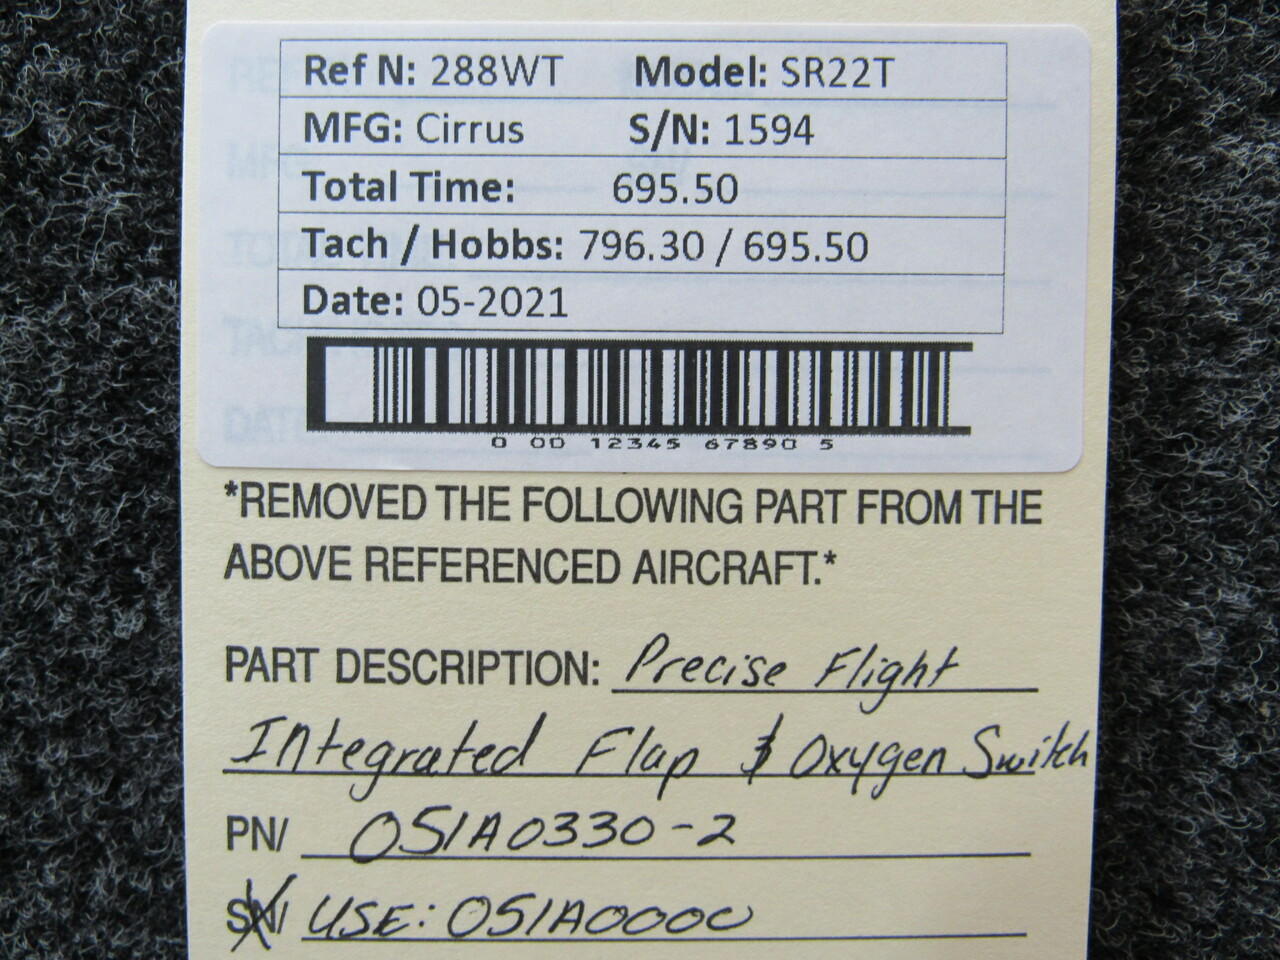 Ref N: 288WT Model: SR22T
MFG: Cirrus S/N: 1594
Total Time: 695.50
Tach / Hobbs: 796.30 / 695.50
Date: 05-2021
0 00 12345 67890 5
*REMOVED THE FOLLOWING PART FROM THE
ABOVE REFERENCED AIRCRAFT.*
PART DESCRIPTION: Precise Flight
Integrated Flap & Oxygen Switch
PN/ 051A0330-2
SN/ USE: 051A0000